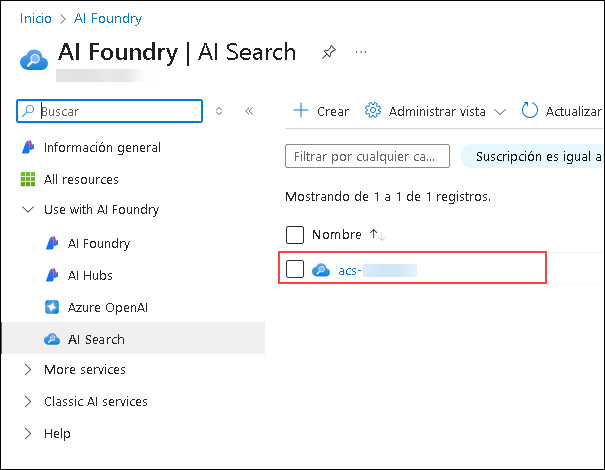 Inicio > AI Foundry
AI Foundry | AI Search
Buscar
Información general
All resources
Use with AI Foundry
AI Foundry
AI Hubs
Azure OpenAI
AI Search
More services
Classic AI services
Help
Crear Administrar vista Actualizar
Filtrar por cualquier ca... Suscripción es igual a
Mostrando de 1 a 1 de 1 registros.
Nombre
acs-